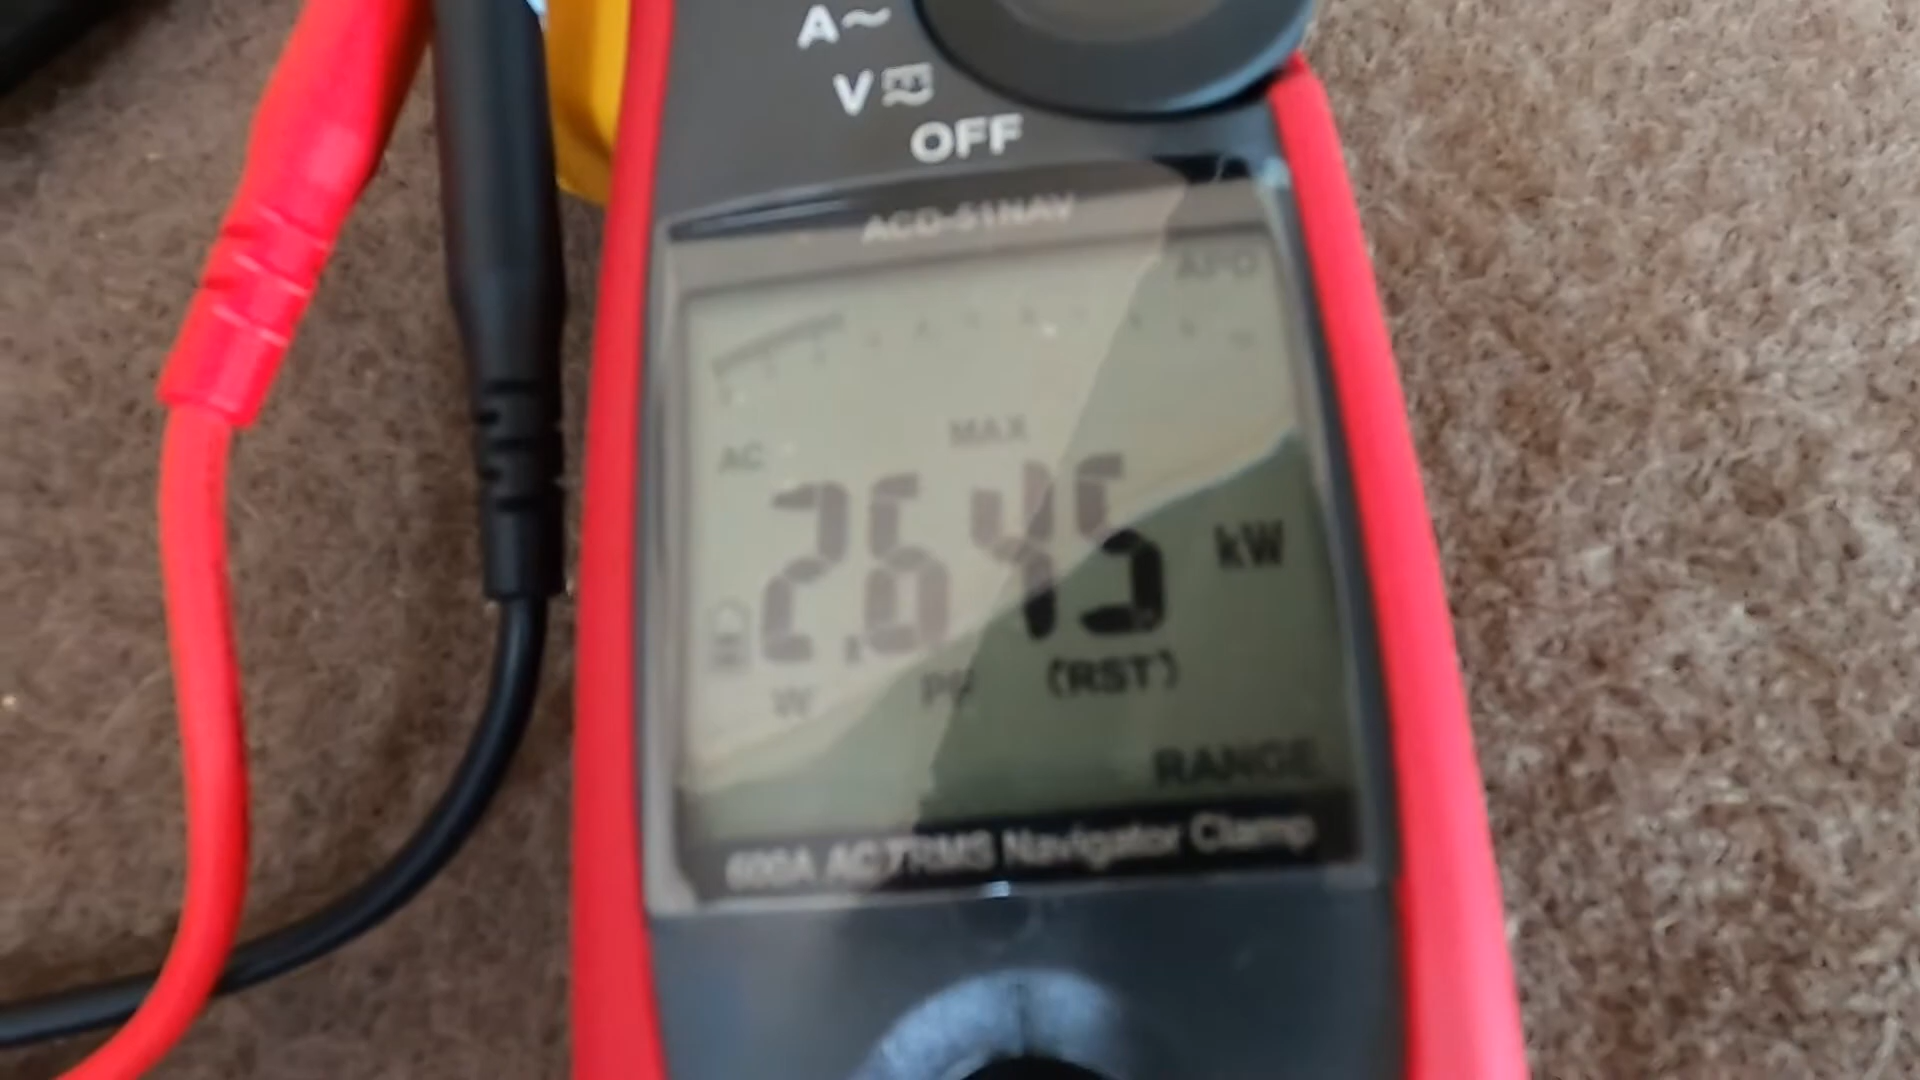 A~
V
OFF
ACD-51NAV
APO
MAX
AC
2.645 kW
W PF (RST)
RANGE
600A AC TRMS Navigator Clamp